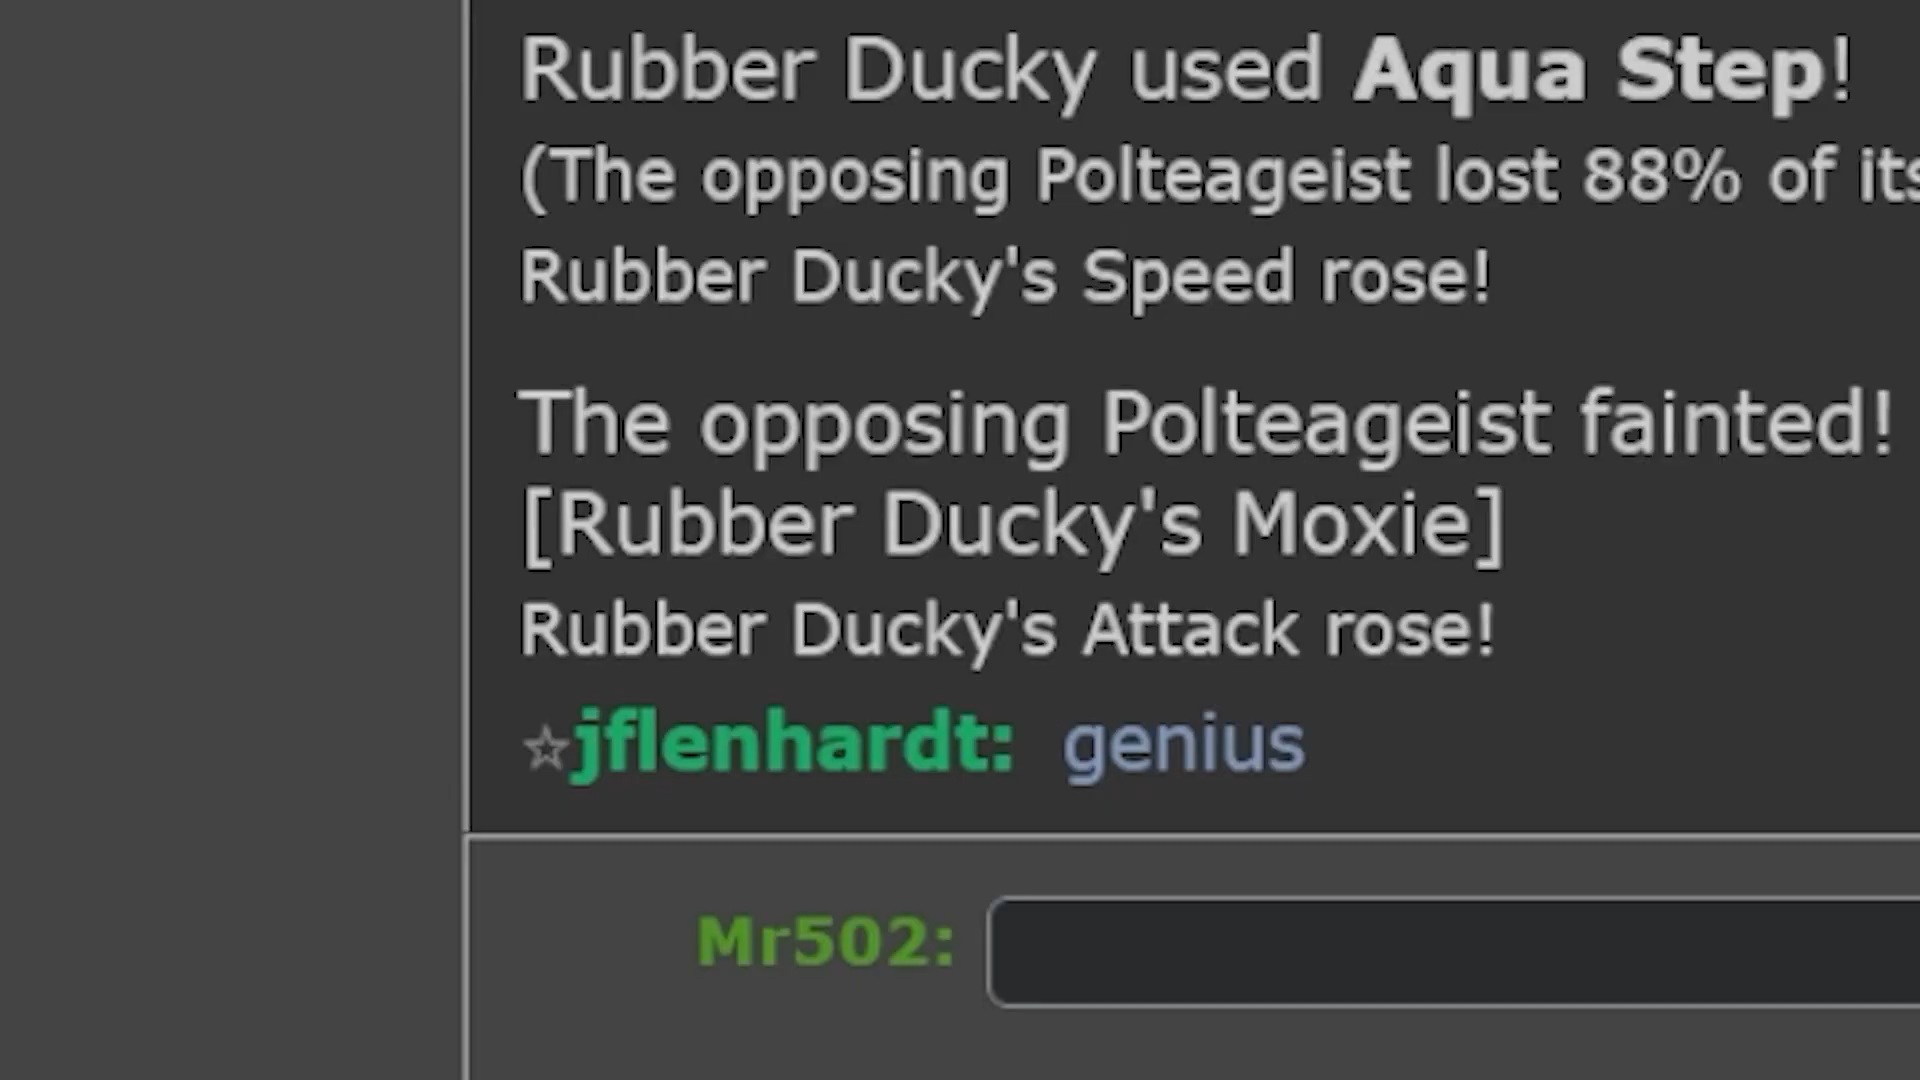 Rubber Ducky used Aqua Step!
(The opposing Polteageist lost 88% of its
Rubber Ducky's Speed rose!
The opposing Polteageist fainted!
[Rubber Ducky's Moxie]
Rubber Ducky's Attack rose!
☆jflenhardt: genius
Mr502: